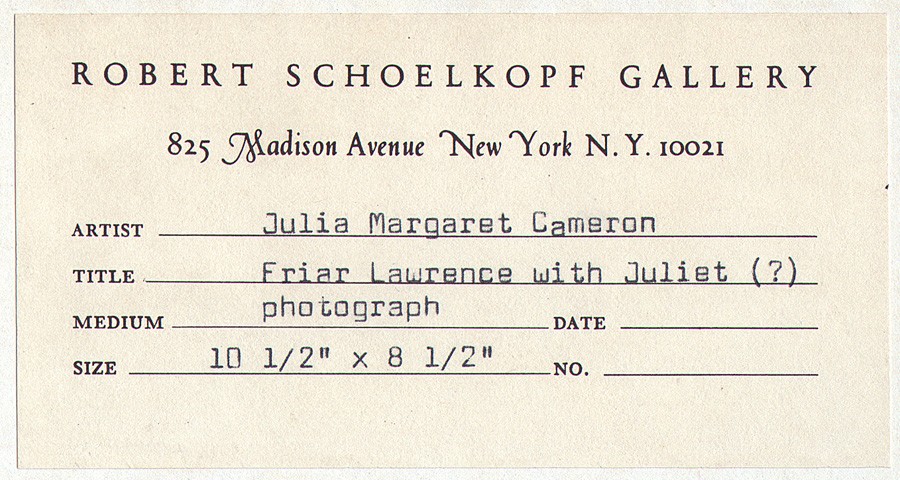 ROBERT SCHOELKOPF GALLERY
825 Madison Avenue New York N.Y. 10021
ARTIST Julia Margaret Cameron
TITLE Friar Lawrence with Juliet (?)
MEDIUM photograph DATE
SIZE 10 1/2" x 8 1/2" NO.